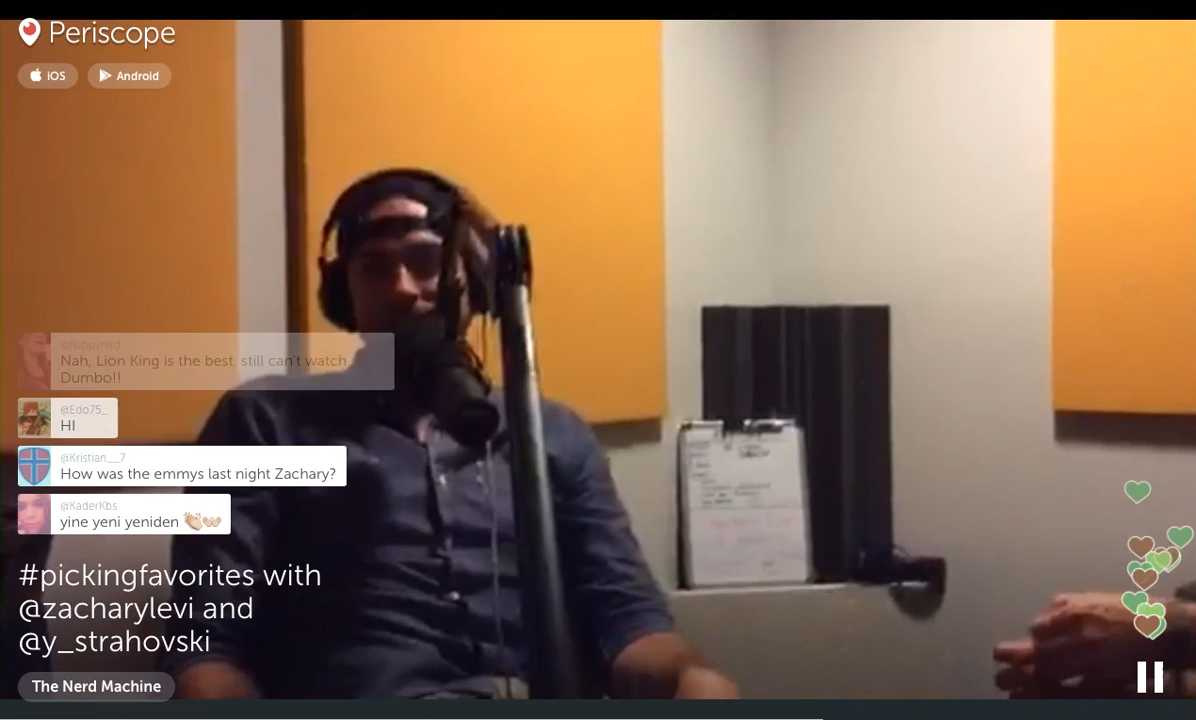 Periscope
iOS
Android
@flappynrd
Nah, Lion King is the best. still can't watch
Dumbo!!
@Edo75_
HI
@Kristian__7
How was the emmys last night Zachary?
@KaderKbs
yine yeni yeniden 👏🏼👐🏼
#pickingfavorites with
@zacharylevi and
@y_strahovski
The Nerd Machine